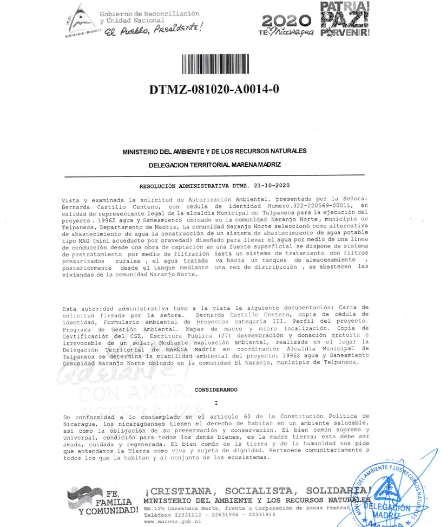 Gobierno de Reconciliación
y Unidad Nacional
El Pueblo, Presidente!
2020
TE-Nicaragua
PATRIA!
PAZ!
PORVENIR!
DTMZ-081020-A0014-0
MINISTERIO DEL AMBIENTE Y DE LOS RECURSOS NATURALES
DELEGACION TERRITORIAL MARENA MADRIZ
RESOLUCIÓN ADMINISTRATIVA DTMZ. 23-10-2020
Vista y examinada la solicitud de Autorización Ambiental, presentada por la Señora:
Bernarda Castillo Centeno, con cedula de identidad Numero.322-220569-0001L, en
calidad de representante legal de la alcaldía Municipal de Telpaneca para la ejecución del
proyecto. 19962 agua y Saneamiento ubicado en la comunidad Naranjo Norte, municipio de
Telpaneca, Departamento de Madriz. La comunidad Naranjo Norte seleccionó como alternativa
de abastecimiento de agua la construcción de un sistema de abastecimiento de agua potable
tipo MAG (mini acueducto por gravedad) diseñado para llevar el agua por medio de una línea
de conducción desde una obra de captación en una fuente superficial se dispone de sistema
de pretratamiento por medio de filtración hasta un sistema de tratamiento con filtros
prefabricados rurales, el agua tratada va hacia un tanques de almacenamiento,
posteriormente desde el tanque mediante una red de distribución, se abastecen las
viviendas de la comunidad Naranjo Norte.
Esta autoridad administrativa tuvo a la vista la siguiente documentación: Carta de
solicitud firmada por la señora. Bernarda Castillo Centeno, copia de cédula de
identidad, Formulario ambiental de proyectos categoría III. Perfil del proyecto.
Programa de Gestión Ambiental. Mapas de macro y micro localización. Copia de
Certificación del CSE. Escritura Publica (27) desmembración y donación gratuita e
irrevocable de un solar. Mediante evaluación ambiental, realizada en el lugar la
Delegación Territorial de MARENA Madriz en coordinación Alcaldía Municipal de
Telpaneca se determina la viabilidad ambiental del proyecto: 19962 agua y Saneamiento
Comunidad Naranjo Norte ubicado en la comunidad El Naranjo, municipio de Telpaneca.
CONSIDERANDO
I
De conformidad a lo contemplado en el artículo 60 de la Constitución Política de
Nicaragua, los nicaragüenses tienen el derecho de habitar en un ambiente saludable,
así como la obligación de su preservación y conservación. El bien común supremo y
universal, condición para todos los demás bienes, es la madre tierra; esta debe ser
amada, cuidada y regenerada. El bien común de la tierra y de la humanidad nos pide
que entendamos la Tierra como viva y sujeta de dignidad. Pertenece comunitariamente a
todos los que la habitan y al conjunto de los ecosistemas.
FE,
FAMILIA
Y COMUNIDAD!
¡CRISTIANA, SOCIALISTA, SOLIDARIA!
MINISTERIO DEL AMBIENTE Y LOS RECURSOS NATURALES
Km.12½ Carretera Norte, Frente a Corporación de Zonas Francas
www.marena.gob.ni
DELEGACIÓN
MADRIZ